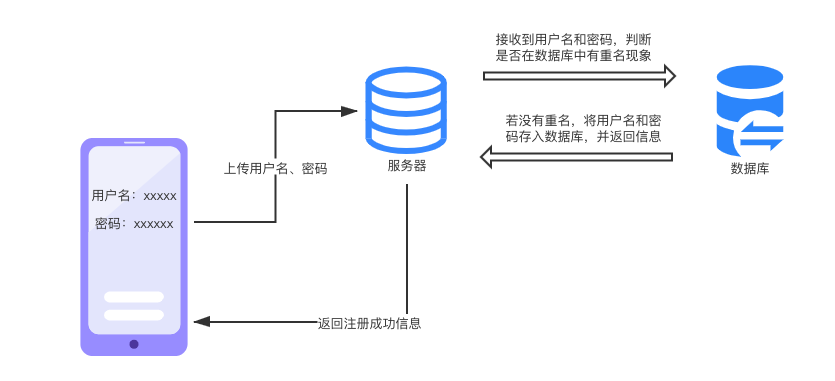 接收到用户名和密码，判断
是否在数据库中有重名现象
若没有重名，将用户名和密
码存入数据库，并返回信息
服务器
数据库
上传用户名、密码
用户名：xxxxx
密码：xxxxxx
返回注册成功信息